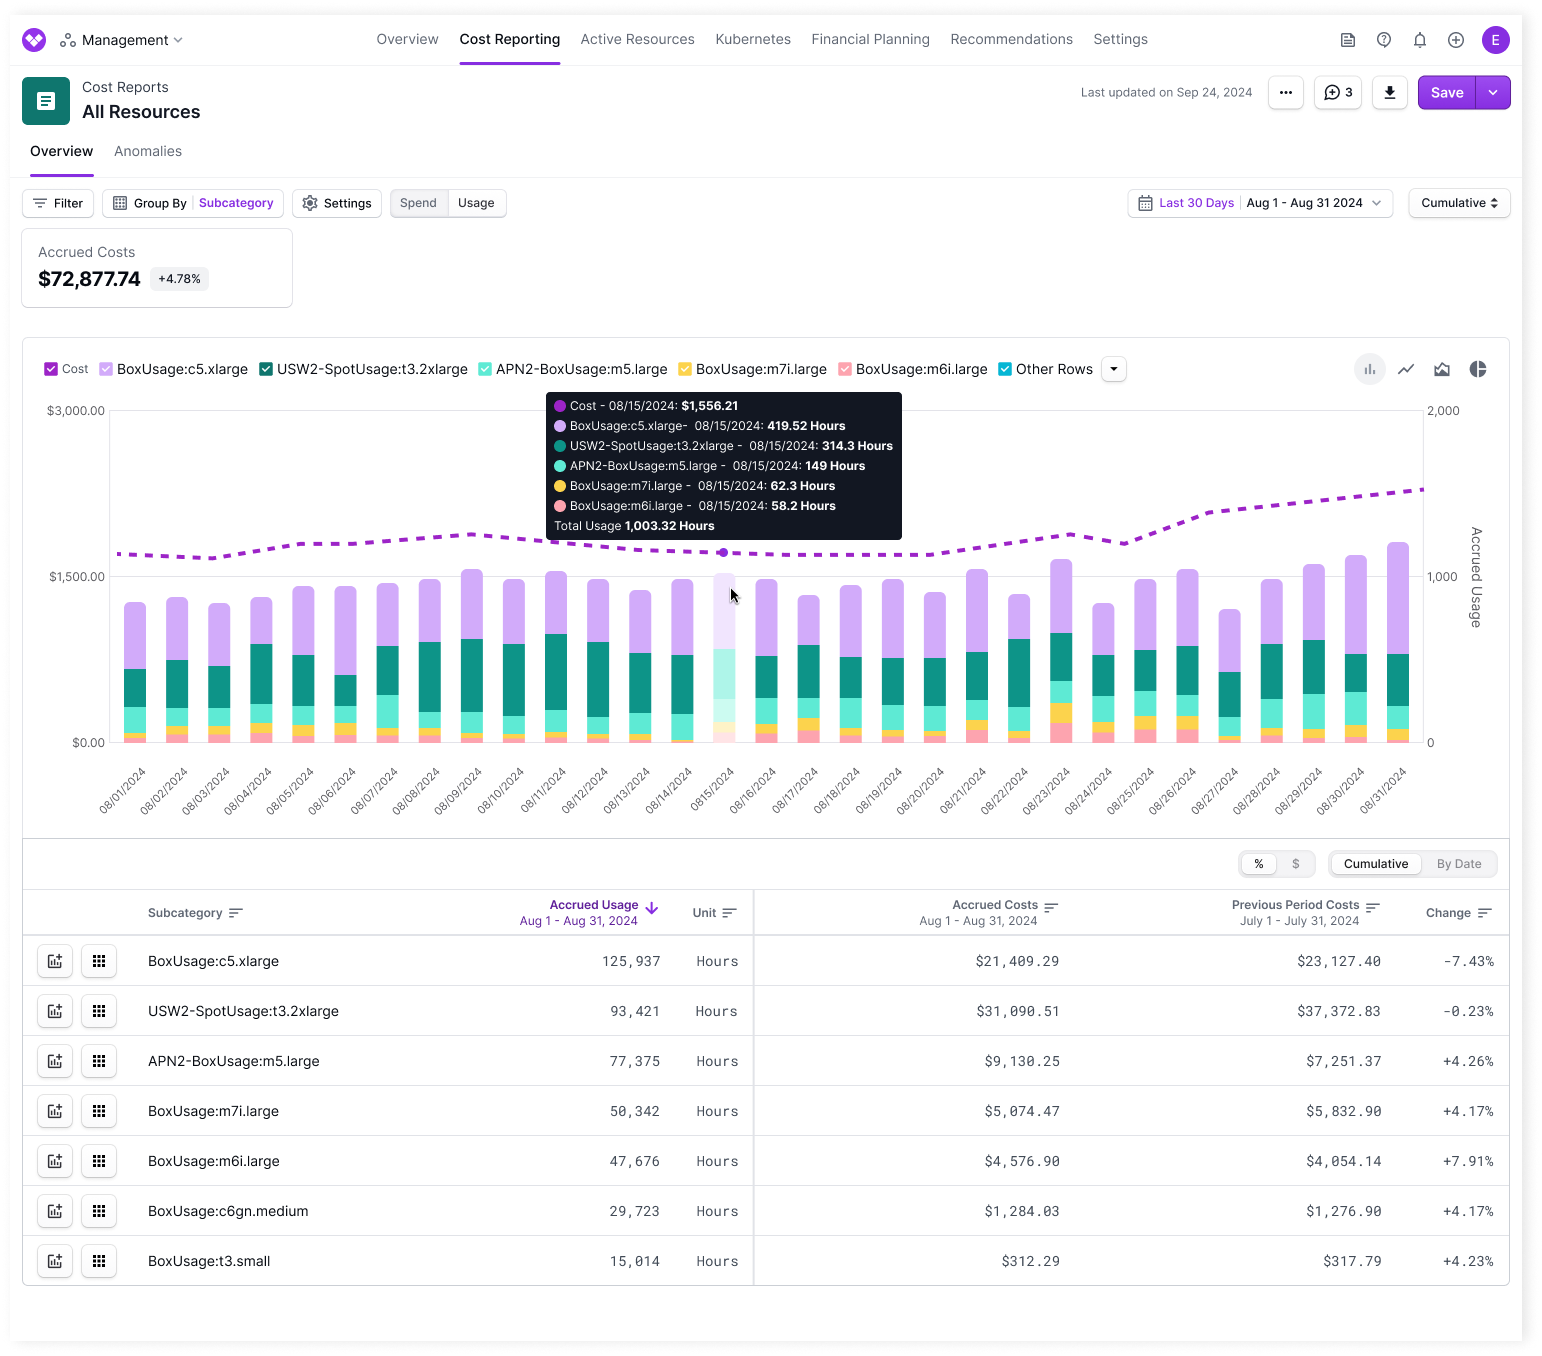 Management
Overview
Cost Reporting
Active Resources
Kubernetes
Financial Planning
Recommendations
Settings
E
Cost Reports
All Resources
Last updated on Sep 24, 2024
3
Save
Overview
Anomalies
Filter
Group By
Subcategory
Settings
Spend
Usage
Last 30 Days
Aug 1 - Aug 31 2024
Cumulative
Accrued Costs
$72,877.74
+4.78%
Cost
BoxUsage:c5.xlarge
USW2-SpotUsage:t3.2xlarge
APN2-BoxUsage:m5.large
BoxUsage:m7i.large
BoxUsage:m6i.large
Other Rows
$3,000.00
$1,500.00
$0.00
Cost - 08/15/2024: $1,556.21
BoxUsage:c5.xlarge- 08/15/2024: 419.52 Hours
USW2-SpotUsage:t3.2xlarge - 08/15/2024: 314.3 Hours
APN2-BoxUsage:m5.large - 08/15/2024: 149 Hours
BoxUsage:m7i.large - 08/15/2024: 62.3 Hours
BoxUsage:m6i.large - 08/15/2024: 58.2 Hours
Total Usage 1,003.32 Hours
2,000
1,000
0
Accrued Usage
08/01/2024
08/02/2024
08/03/2024
08/04/2024
08/05/2024
08/06/2024
08/07/2024
08/08/2024
08/09/2024
08/10/2024
08/11/2024
08/12/2024
08/13/2024
08/14/2024
0815/2024
08/16/2024
08/17/2024
08/18/2024
08/19/2024
08/20/2024
08/21/2024
08/22/2024
08/23/2024
08/24/2024
08/25/2024
08/26/2024
08/27/2024
08/28/2024
08/29/2024
08/30/2024
08/31/2024
%
$
Cumulative
By Date
Subcategory
Accrued Usage
Aug 1 - Aug 31, 2024
Unit
Accrued Costs
Aug 1 - Aug 31, 2024
Previous Period Costs
July 1 - July 31, 2024
Change
BoxUsage:c5.xlarge 125,937 Hours $21,409.29 $23,127.40 -7.43%
USW2-SpotUsage:t3.2xlarge 93,421 Hours $31,090.51 $37,372.83 -0.23%
APN2-BoxUsage:m5.large 77,375 Hours $9,130.25 $7,251.37 +4.26%
BoxUsage:m7i.large 50,342 Hours $5,074.47 $5,832.90 +4.17%
BoxUsage:m6i.large 47,676 Hours $4,576.90 $4,054.14 +7.91%
BoxUsage:c6gn.medium 29,723 Hours $1,284.03 $1,276.90 +4.17%
BoxUsage:t3.small 15,014 Hours $312.29 $317.79 +4.23%